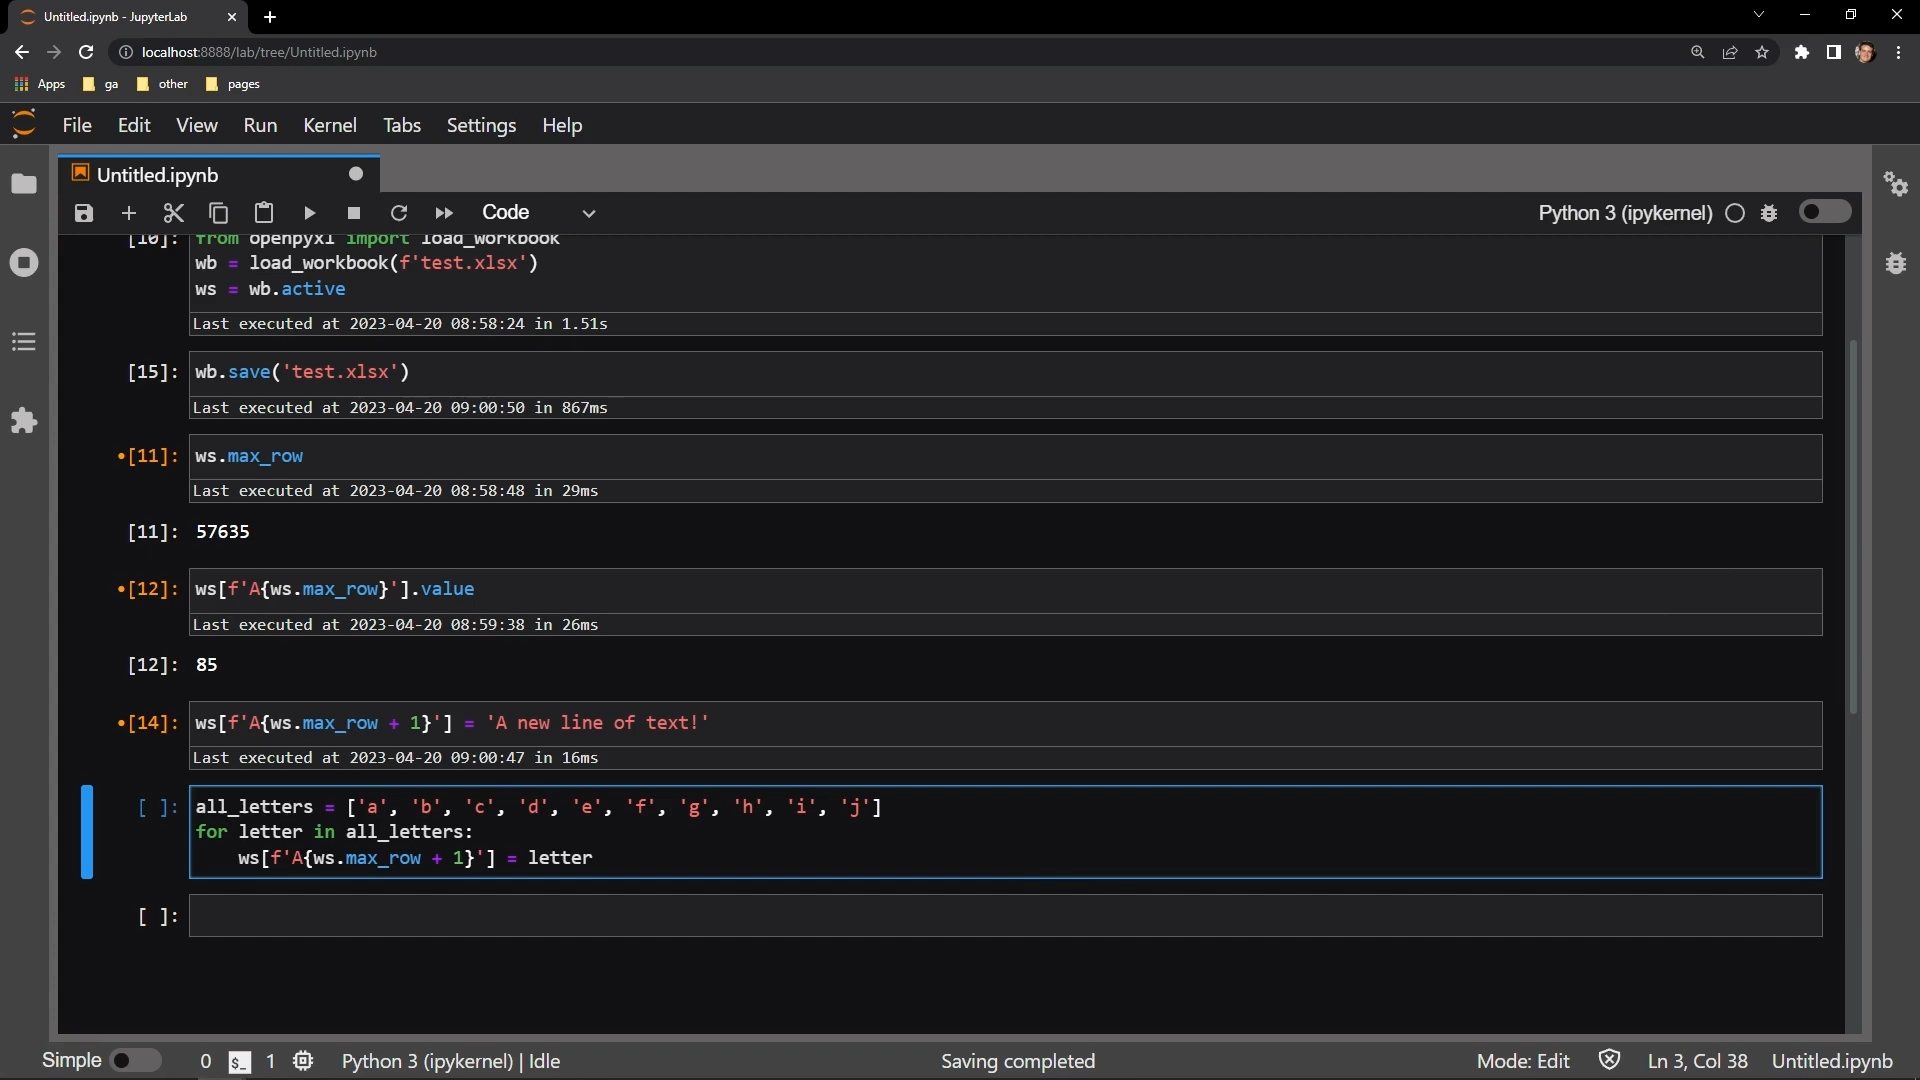 Untitled.ipynb - JupyterLab
localhost:8888/lab/tree/Untitled.ipynb
Apps ga other pages
File Edit View Run Kernel Tabs Settings Help
Untitled.ipynb
Code Python 3 (ipykernel)
[10]: from openpyxl import load_workbook
wb = load_workbook(f'test.xlsx')
ws = wb.active
Last executed at 2023-04-20 08:58:24 in 1.51s
[15]: wb.save('test.xlsx')
Last executed at 2023-04-20 09:00:50 in 867ms
•[11]: ws.max_row
Last executed at 2023-04-20 08:58:48 in 29ms
[11]: 57635
•[12]: ws[f'A{ws.max_row}'].value
Last executed at 2023-04-20 08:59:38 in 26ms
[12]: 85
•[14]: ws[f'A{ws.max_row + 1}'] = 'A new line of text!'
Last executed at 2023-04-20 09:00:47 in 16ms
[ ]: all_letters = ['a', 'b', 'c', 'd', 'e', 'f', 'g', 'h', 'i', 'j']
for letter in all_letters:
    ws[f'A{ws.max_row + 1}'] = letter
[ ]:
Simple 0 $_ 1 Python 3 (ipykernel) | Idle Saving completed Mode: Edit Ln 3, Col 38 Untitled.ipynb